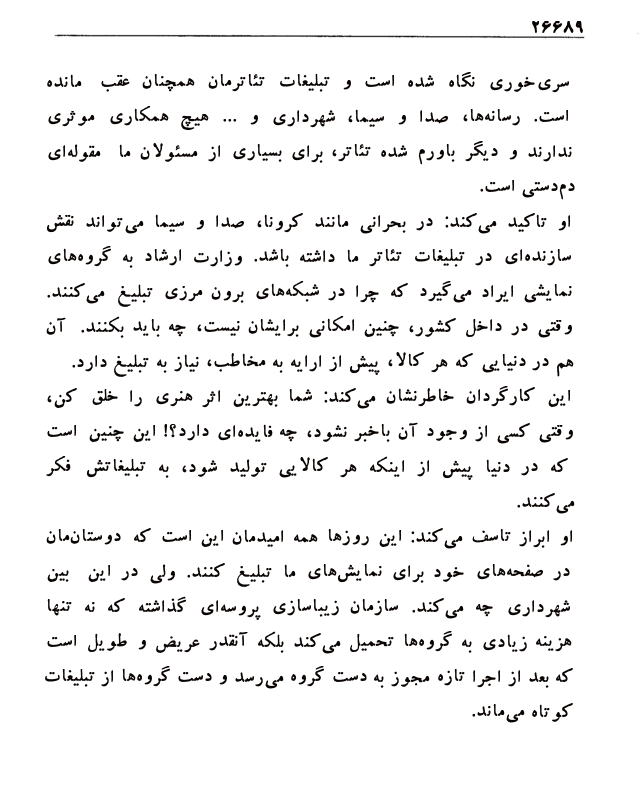 ۲۶۶۸۹
سری‌خوری نگاه شده است و تبلیغات تئاترمان همچنان عقب مانده
است. رسانه‌ها، صدا و سیما، شهرداری و ... هیچ همکاری موثری
ندارند و دیگر باورم شده تئاتر، برای بسیاری از مسئولان ما مقوله‌ای
دم‌دستی است.
او تاکید می‌کند: در بحرانی مانند کرونا، صدا و سیما می‌تواند نقش
سازنده‌ای در تبلیغات تئاتر ما داشته باشد. وزارت ارشاد به گروه‌های
نمایشی ایراد می‌گیرد که چرا در شبکه‌های برون مرزی تبلیغ می‌کنند.
وقتی در داخل کشور، چنین امکانی برایشان نیست، چه باید بکنند. آن
هم در دنیایی که هر کالا، پیش از ارایه به مخاطب، نیاز به تبلیغ دارد.
این کارگردان خاطرنشان می‌کند: شما بهترین اثر هنری را خلق کن،
وقتی کسی از وجود آن باخبر نشود، چه فایده‌ای دارد؟! این چنین است
که در دنیا پیش از اینکه هر کالایی تولید شود، به تبلیغاتش فکر
می‌کنند.
او ابراز تاسف می‌کند: این روزها همه امیدمان این است که دوستان‌مان
در صفحه‌های خود برای نمایش‌های ما تبلیغ کنند. ولی در این بین
شهرداری چه می‌کند. سازمان زیباسازی پروسه‌ای گذاشته که نه تنها
هزینه زیادی به گروه‌ها تحمیل می‌کند بلکه آنقدر عریض و طویل است
که بعد از اجرا تازه مجوز به دست گروه می‌رسد و دست گروه‌ها از تبلیغات
کوتاه می‌ماند.